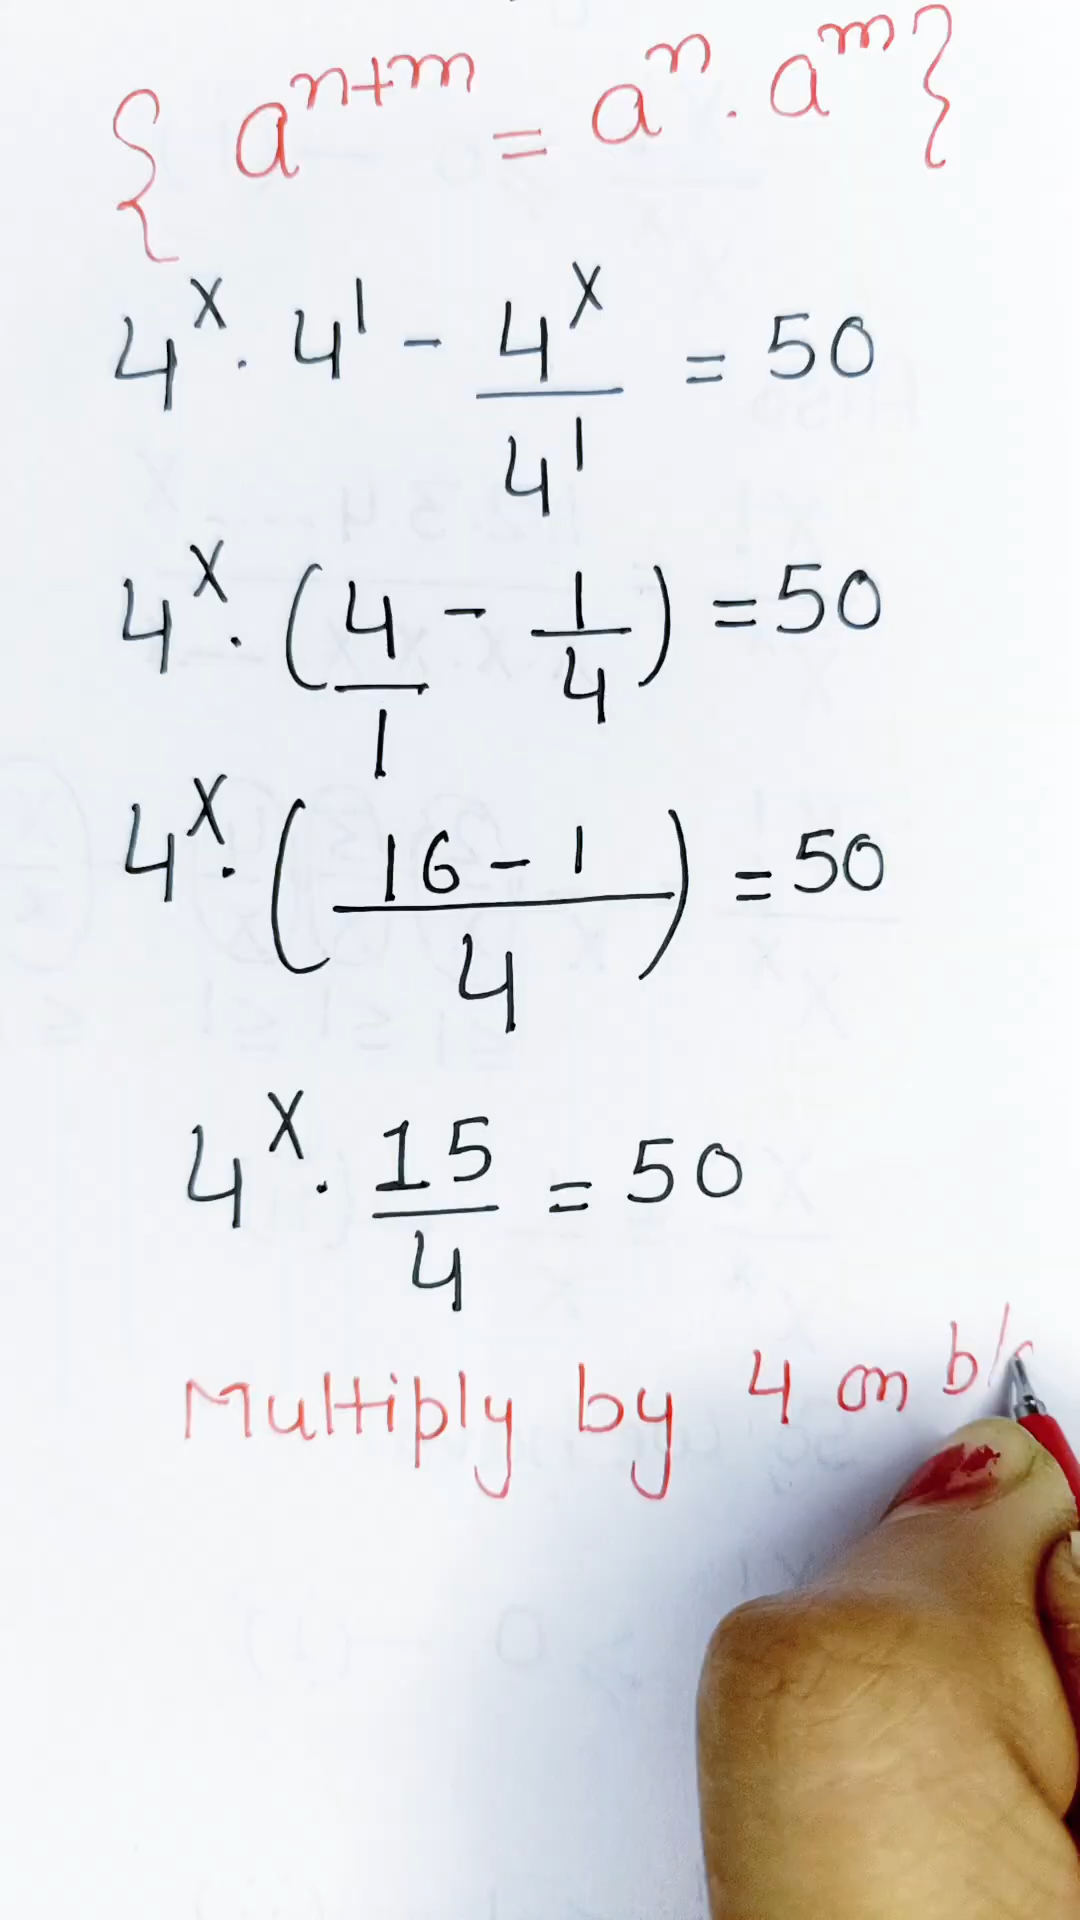 { a^{n+m} = a^n . a^m }
4^x . 4^1 - 4^x/4^1 = 50
4^x . (4/1 - 1/4) = 50
4^x . (16 - 1/4) = 50
4^x . 15/4 = 50
Multiply by 4 on b/